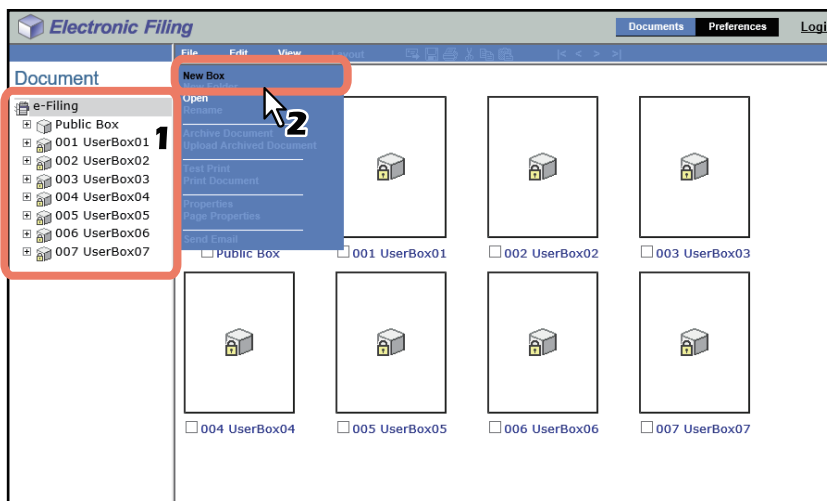 Electronic Filing
Documents Preferences Logi
File Edit View Layout |< < > >|
Document
e-Filing
Public Box
001 UserBox01
002 UserBox02
003 UserBox03
004 UserBox04
005 UserBox05
006 UserBox06
007 UserBox07
1
New Box
New Folder
Open
Rename
Archive Document
Upload Archived Document
Test Print
Print Document
Properties
Page Properties
Send Email
2
Public Box 001 UserBox01 002 UserBox02 003 UserBox03
004 UserBox04 005 UserBox05 006 UserBox06 007 UserBox07